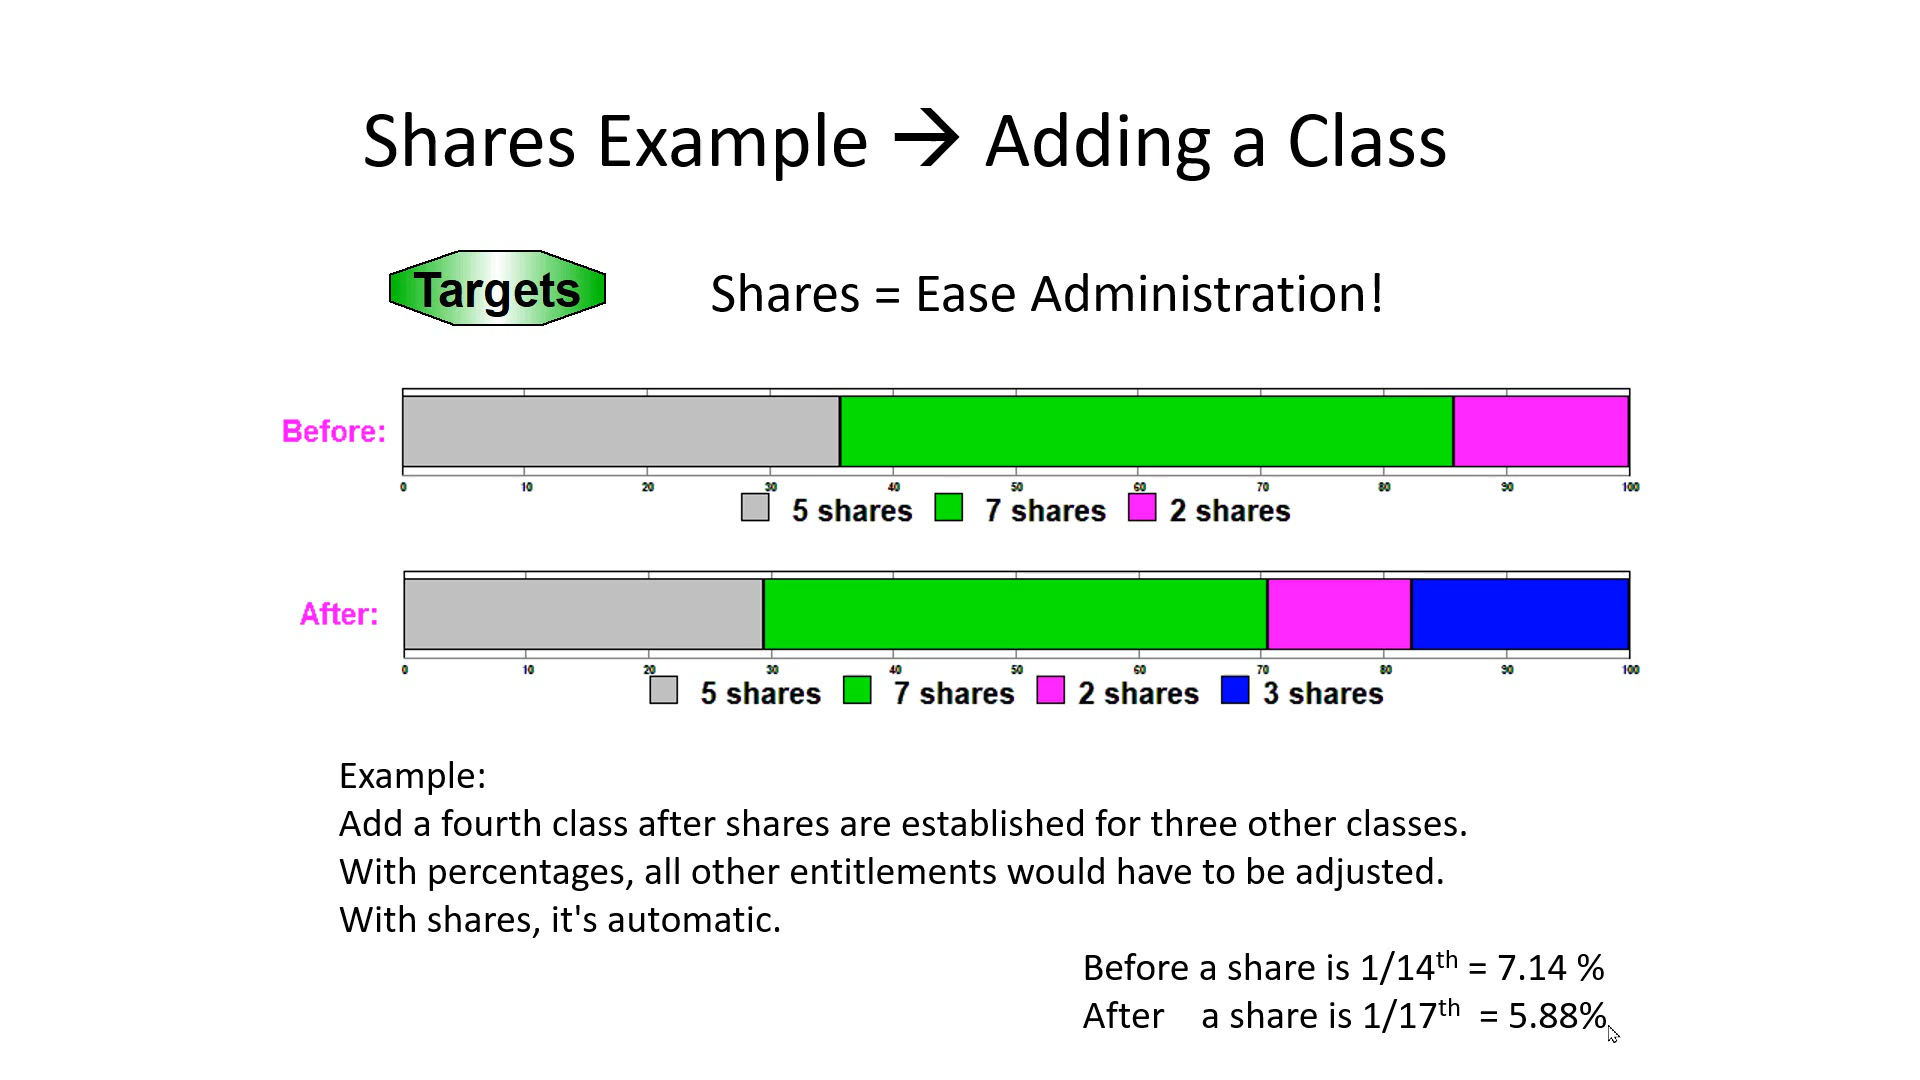 Shares Example → Adding a Class
Targets
Shares = Ease Administration!
Before:
0 10 20 30 40 50 60 70 80 90 100
5 shares 7 shares 2 shares
After:
0 10 20 30 40 50 60 70 80 90 100
5 shares 7 shares 2 shares 3 shares
Example:
Add a fourth class after shares are established for three other classes.
With percentages, all other entitlements would have to be adjusted.
With shares, it's automatic.
Before a share is 1/14th = 7.14 %
After a share is 1/17th = 5.88%